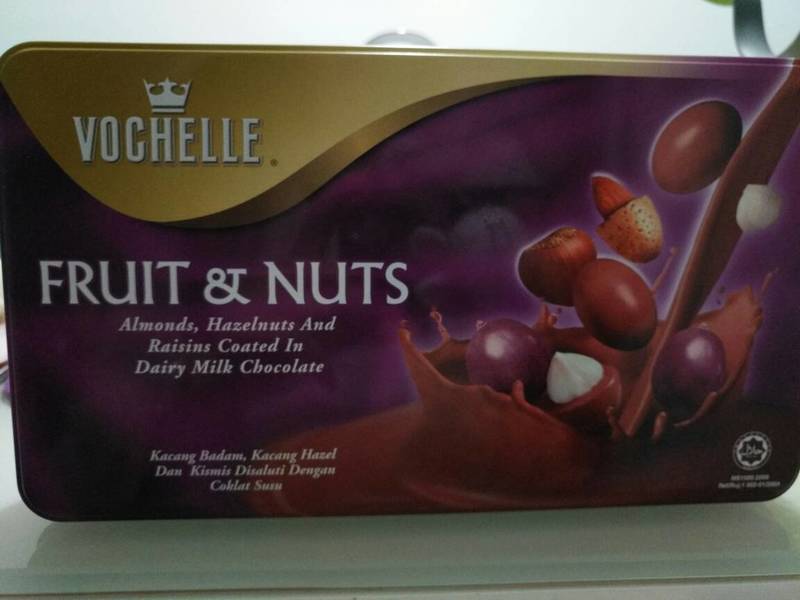 VOCHELLE
FRUIT & NUTS
Almonds, Hazelnuts And
Raisins Coated In
Dairy Milk Chocolate
Kacang Badam, Kacang Hazel
Dan Kismis Disaluti Dengan
Coklat Susu